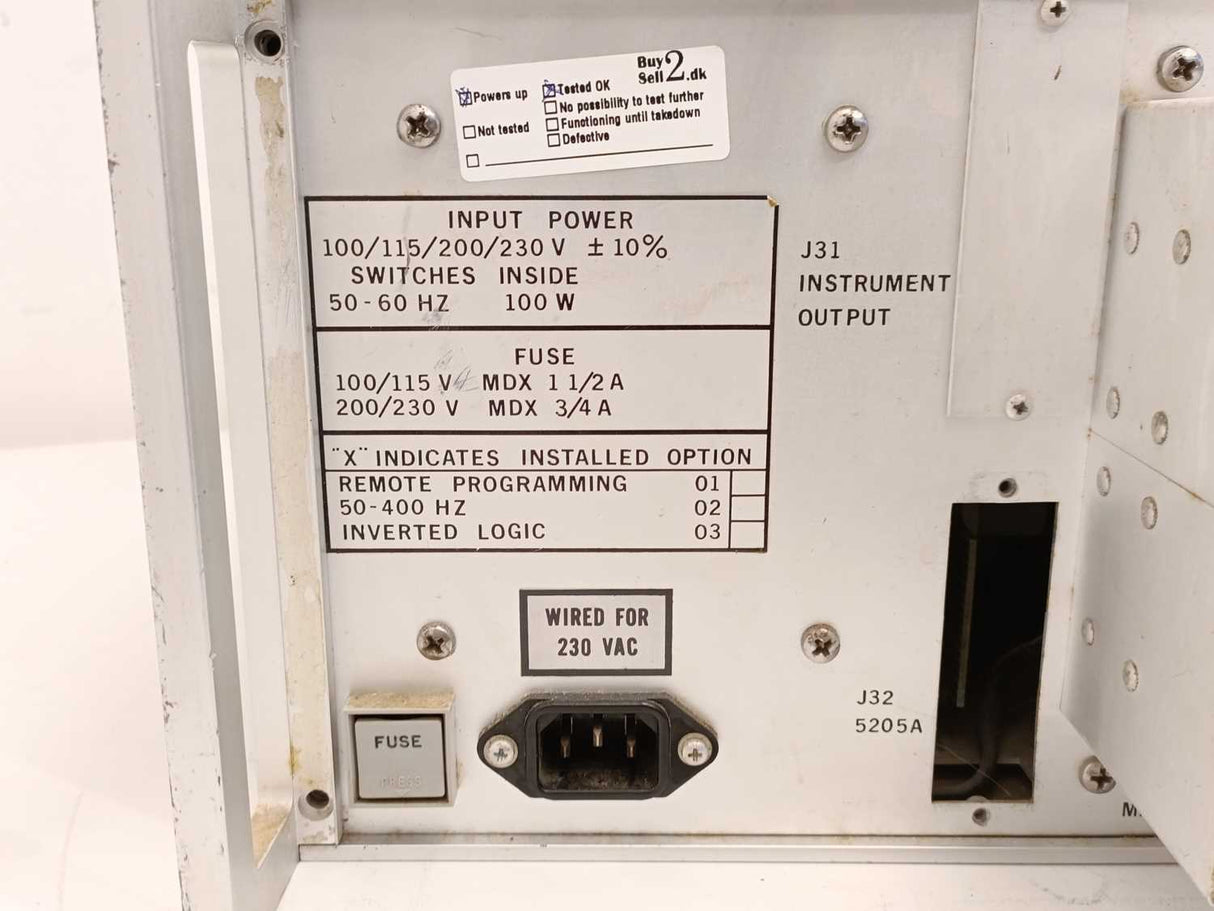 Buy 2
Sell .dk
Powers up
Tested OK
No possibility to test further
Not tested
Functioning until takedown
Defective
INPUT POWER
100/115/200/230 V ± 10%
SWITCHES INSIDE
50-60 HZ 100 W
FUSE
100/115 V MDX 1 1/2 A
200/230 V MDX 3/4 A
"X" INDICATES INSTALLED OPTION
REMOTE PROGRAMMING 01
50-400 HZ 02
INVERTED LOGIC 03
J31
INSTRUMENT
OUTPUT
WIRED FOR
230 VAC
J32
5205A
FUSE
PRESS